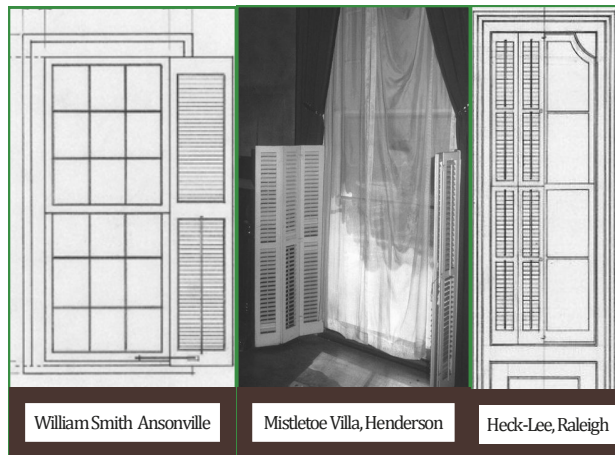 William Smith Ansonville
Mistletoe Villa, Henderson
Heck-Lee, Raleigh